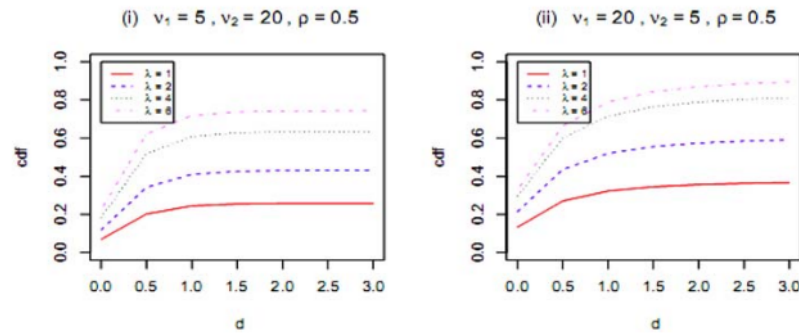 (i) ν₁ = 5 , ν₂ = 20 , ρ = 0.5
cdf
1.0
0.8
0.6
0.4
0.2
0.0
λ = 1
λ = 2
λ = 4
λ = 6
0.0 0.5 1.0 1.5 2.0 2.5 3.0
d
(ii) ν₁ = 20 , ν₂ = 5 , ρ = 0.5
cdf
1.0
0.8
0.6
0.4
0.2
0.0
λ = 1
λ = 2
λ = 4
λ = 6
0.0 0.5 1.0 1.5 2.0 2.5 3.0
d